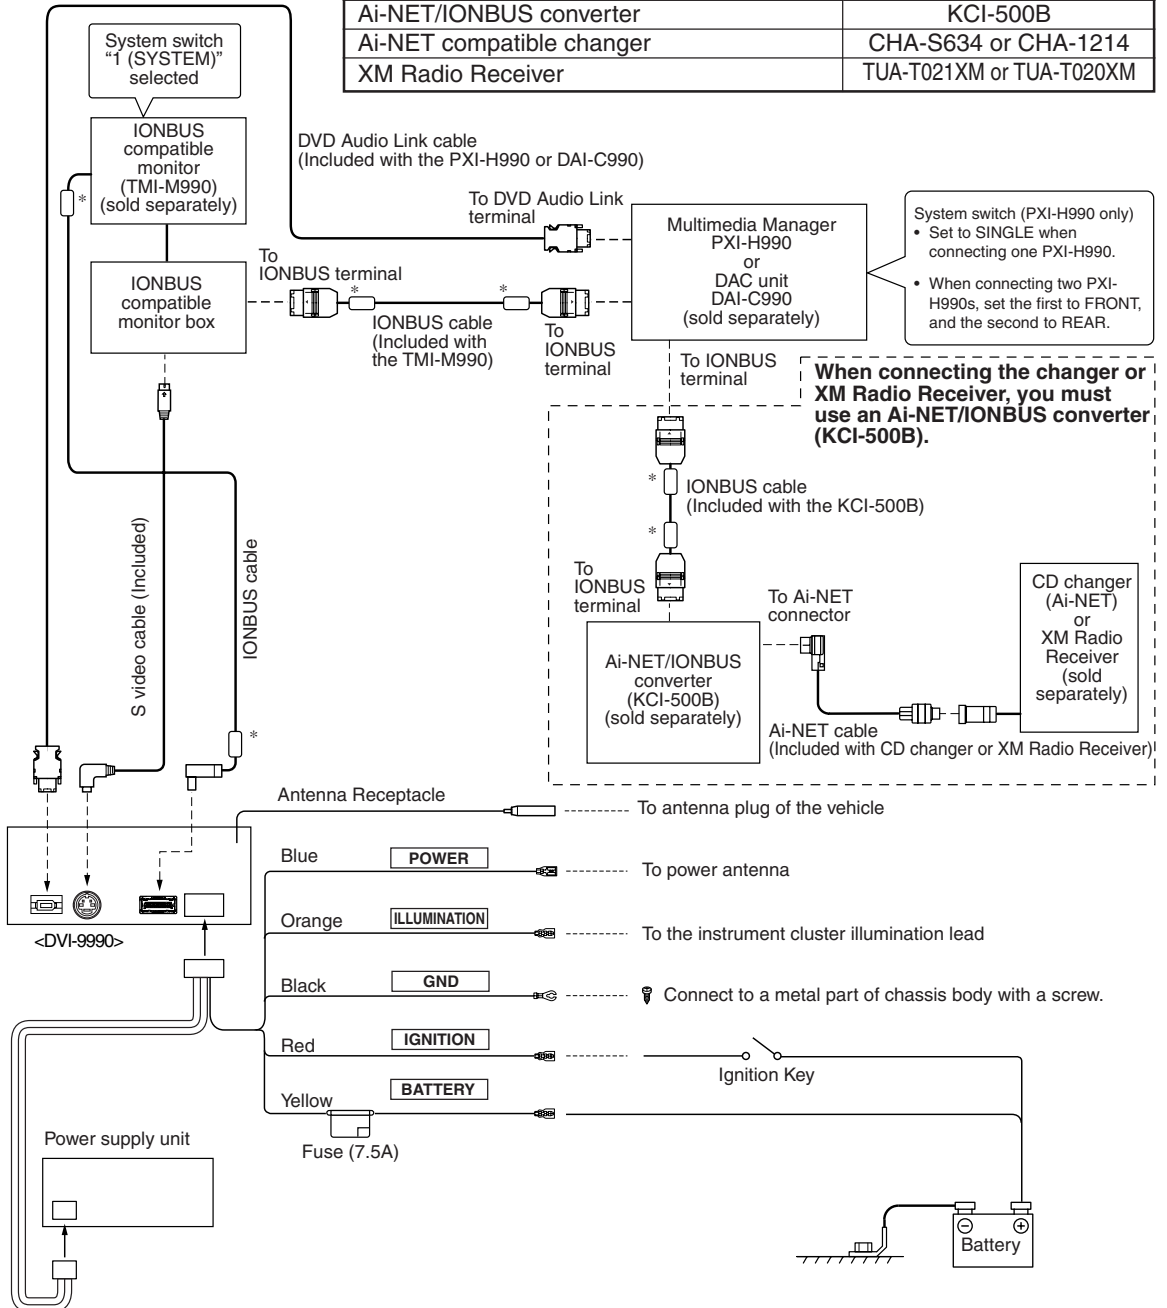 Ai-NET/IONBUS converter KCI-500B
Ai-NET compatible changer CHA-S634 or CHA-1214
XM Radio Receiver TUA-T021XM or TUA-T020XM
System switch
“1 (SYSTEM)”
selected
IONBUS
compatible
monitor
(TMI-M990)
(sold separately)
*
DVD Audio Link cable
(Included with the PXI-H990 or DAI-C990)
To DVD Audio Link
terminal
Multimedia Manager
PXI-H990
or
DAC unit
DAI-C990
(sold separately)
System switch (PXI-H990 only)
• Set to SINGLE when
connecting one PXI-H990.
• When connecting two PXI-
H990s, set the first to FRONT,
and the second to REAR.
IONBUS
compatible
monitor box
To
IONBUS terminal
*
*
IONBUS cable
(Included with
the TMI-M990)
To
IONBUS
terminal
To IONBUS
terminal
When connecting the changer or
XM Radio Receiver, you must
use an Ai-NET/IONBUS converter
(KCI-500B).
*
IONBUS cable
(Included with the KCI-500B)
*
To
IONBUS
terminal
Ai-NET/IONBUS
converter
(KCI-500B)
(sold separately)
To Ai-NET
connector
CD changer
(Ai-NET)
or
XM Radio
Receiver
(sold
separately)
Ai-NET cable
(Included with CD changer or XM Radio Receiver)
S video cable (Included)
IONBUS cable
*
Antenna Receptacle
To antenna plug of the vehicle
<DVI-9990>
Blue POWER To power antenna
Orange ILLUMINATION To the instrument cluster illumination lead
Black GND Connect to a metal part of chassis body with a screw.
Red IGNITION
Ignition Key
Yellow BATTERY
Fuse (7.5A)
Power supply unit
⊖ ⊕
Battery